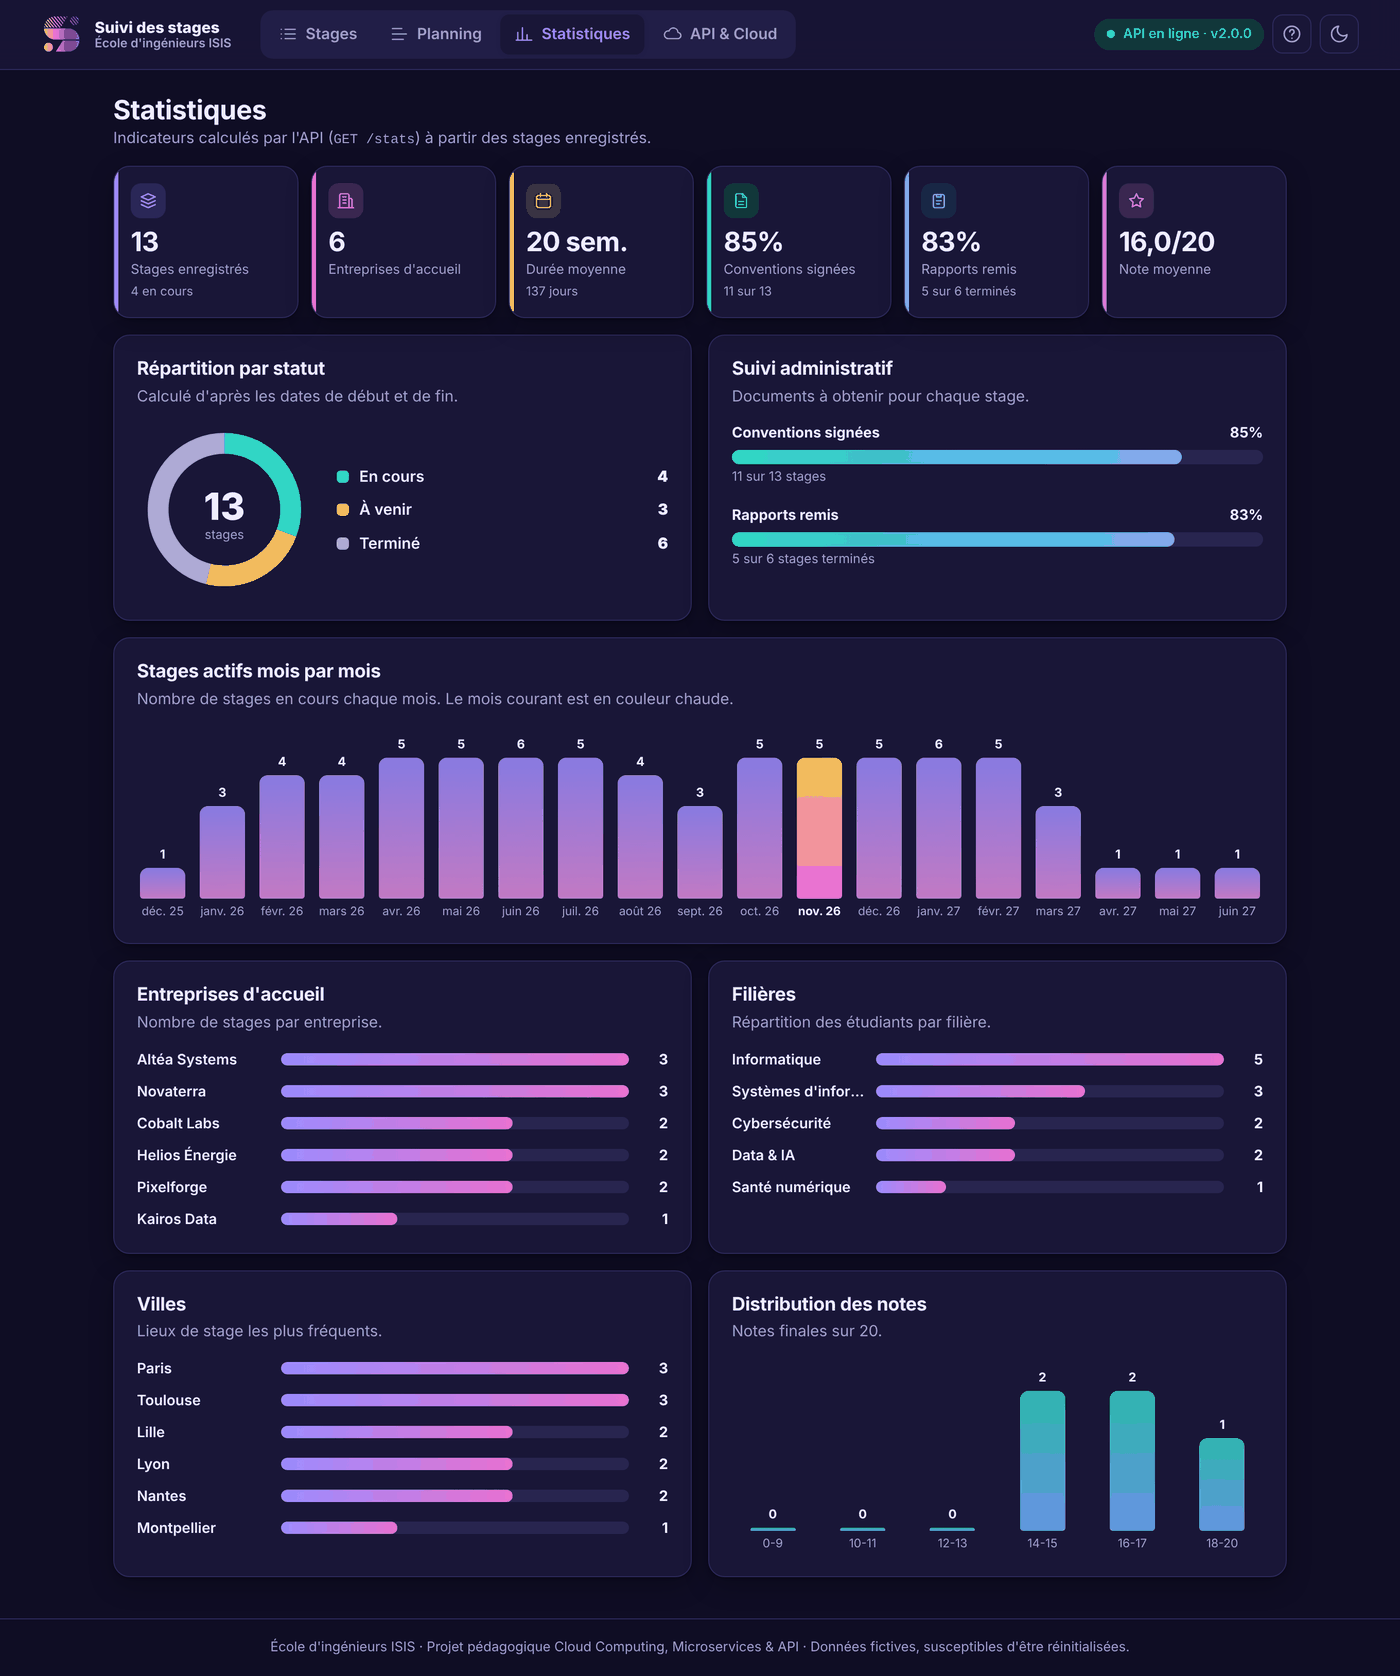 Suivi des stages
École d'ingénieurs ISIS
Stages
Planning
Statistiques
API & Cloud
API en ligne · v2.0.0
Statistiques
Indicateurs calculés par l'API (GET /stats) à partir des stages enregistrés.
13
Stages enregistrés
4 en cours
6
Entreprises d'accueil
20 sem.
Durée moyenne
137 jours
85%
Conventions signées
11 sur 13
83%
Rapports remis
5 sur 6 terminés
16,0/20
Note moyenne
Répartition par statut
Calculé d'après les dates de début et de fin.
13
stages
En cours 4
À venir 3
Terminé 6
Suivi administratif
Documents à obtenir pour chaque stage.
Conventions signées 85%
11 sur 13 stages
Rapports remis 83%
5 sur 6 stages terminés
Stages actifs mois par mois
Nombre de stages en cours chaque mois. Le mois courant est en couleur chaude.
1 3 4 4 5 5 6 5 4 3 5 5 5 6 5 3 1 1 1
déc. 25 janv. 26 févr. 26 mars 26 avr. 26 mai 26 juin 26 juil. 26 août 26 sept. 26 oct. 26 nov. 26 déc. 26 janv. 27 févr. 27 mars 27 avr. 27 mai 27 juin 27
Entreprises d'accueil
Nombre de stages par entreprise.
Altéa Systems 3
Novaterra 3
Cobalt Labs 2
Helios Énergie 2
Pixelforge 2
Kairos Data 1
Filières
Répartition des étudiants par filière.
Informatique 5
Systèmes d'infor... 3
Cybersécurité 2
Data & IA 2
Santé numérique 1
Villes
Lieux de stage les plus fréquents.
Paris 3
Toulouse 3
Lille 2
Lyon 2
Nantes 2
Montpellier 1
Distribution des notes
Notes finales sur 20.
0 0 0 2 2 1
0-9 10-11 12-13 14-15 16-17 18-20
École d'ingénieurs ISIS · Projet pédagogique Cloud Computing, Microservices & API · Données fictives, susceptibles d'être réinitialisées.